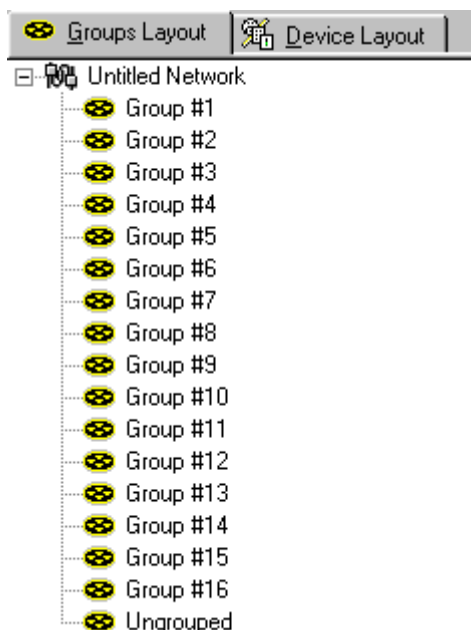 Groups Layout
Device Layout
Untitled Network
Group #1
Group #2
Group #3
Group #4
Group #5
Group #6
Group #7
Group #8
Group #9
Group #10
Group #11
Group #12
Group #13
Group #14
Group #15
Group #16
Ungrouped